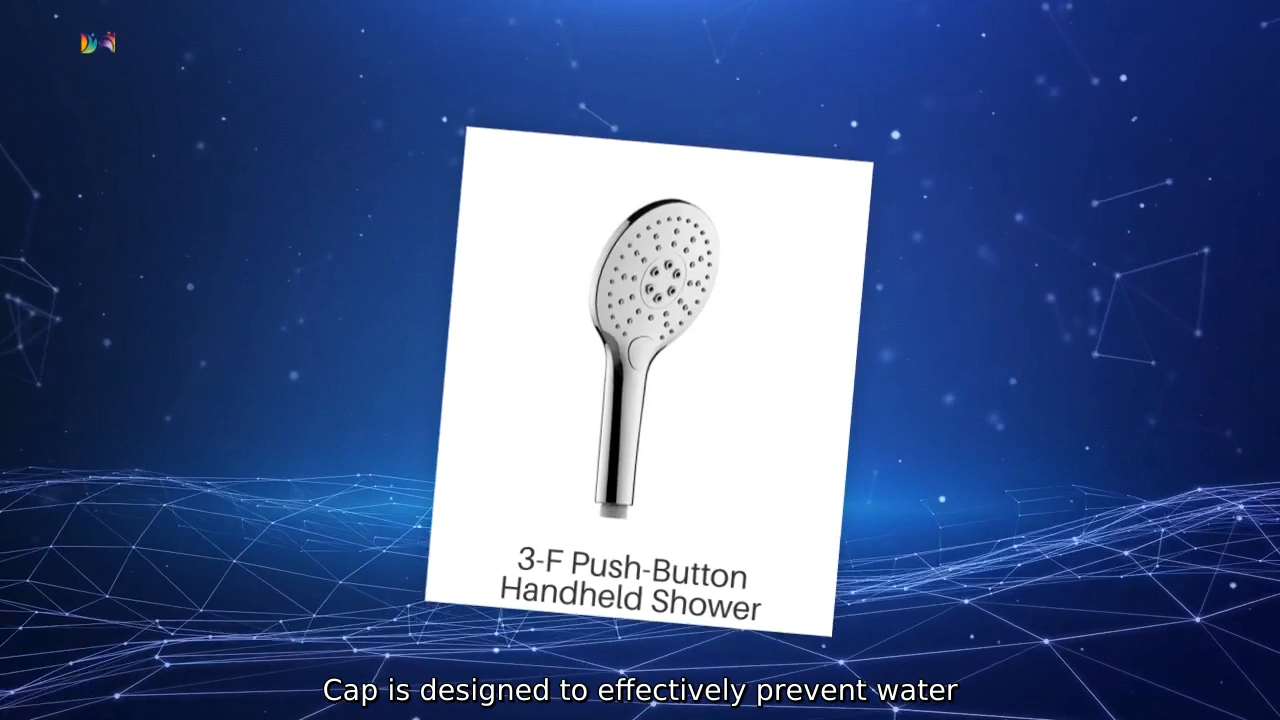 3-F Push-Button
Handheld Shower
Cap is designed to effectively prevent water